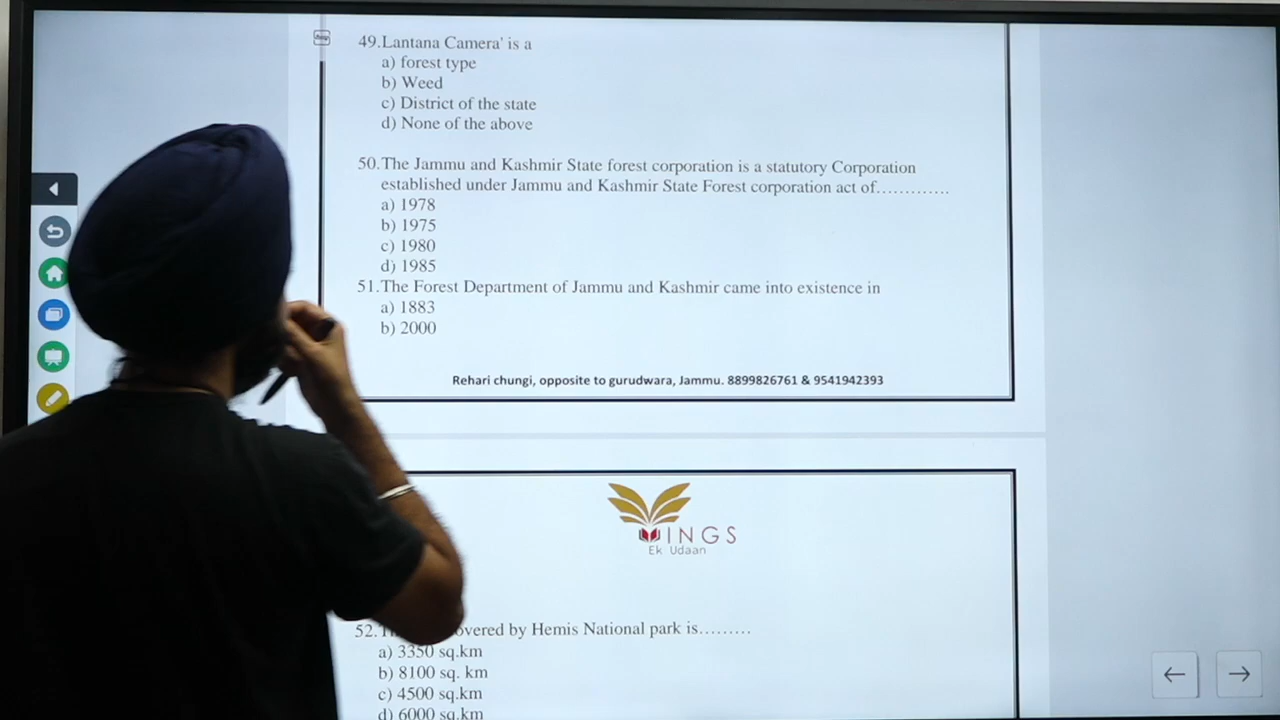 49.Lantana Camera' is a
a) forest type
b) Weed
c) District of the state
d) None of the above
50.The Jammu and Kashmir State forest corporation is a statutory Corporation
established under Jammu and Kashmir State Forest corporation act of.............
a) 1978
b) 1975
c) 1980
d) 1985
51.The Forest Department of Jammu and Kashmir came into existence in
a) 1883
b) 2000
Rehari chungi, opposite to gurudwara, Jammu. 8899826761 & 9541942393
WINGS
Ek Udaan
52. by Hemis National park is.........
a) 3350 sq.km
b) 8100 sq. km
c) 4500 sq.km
d) 6000 sq.km